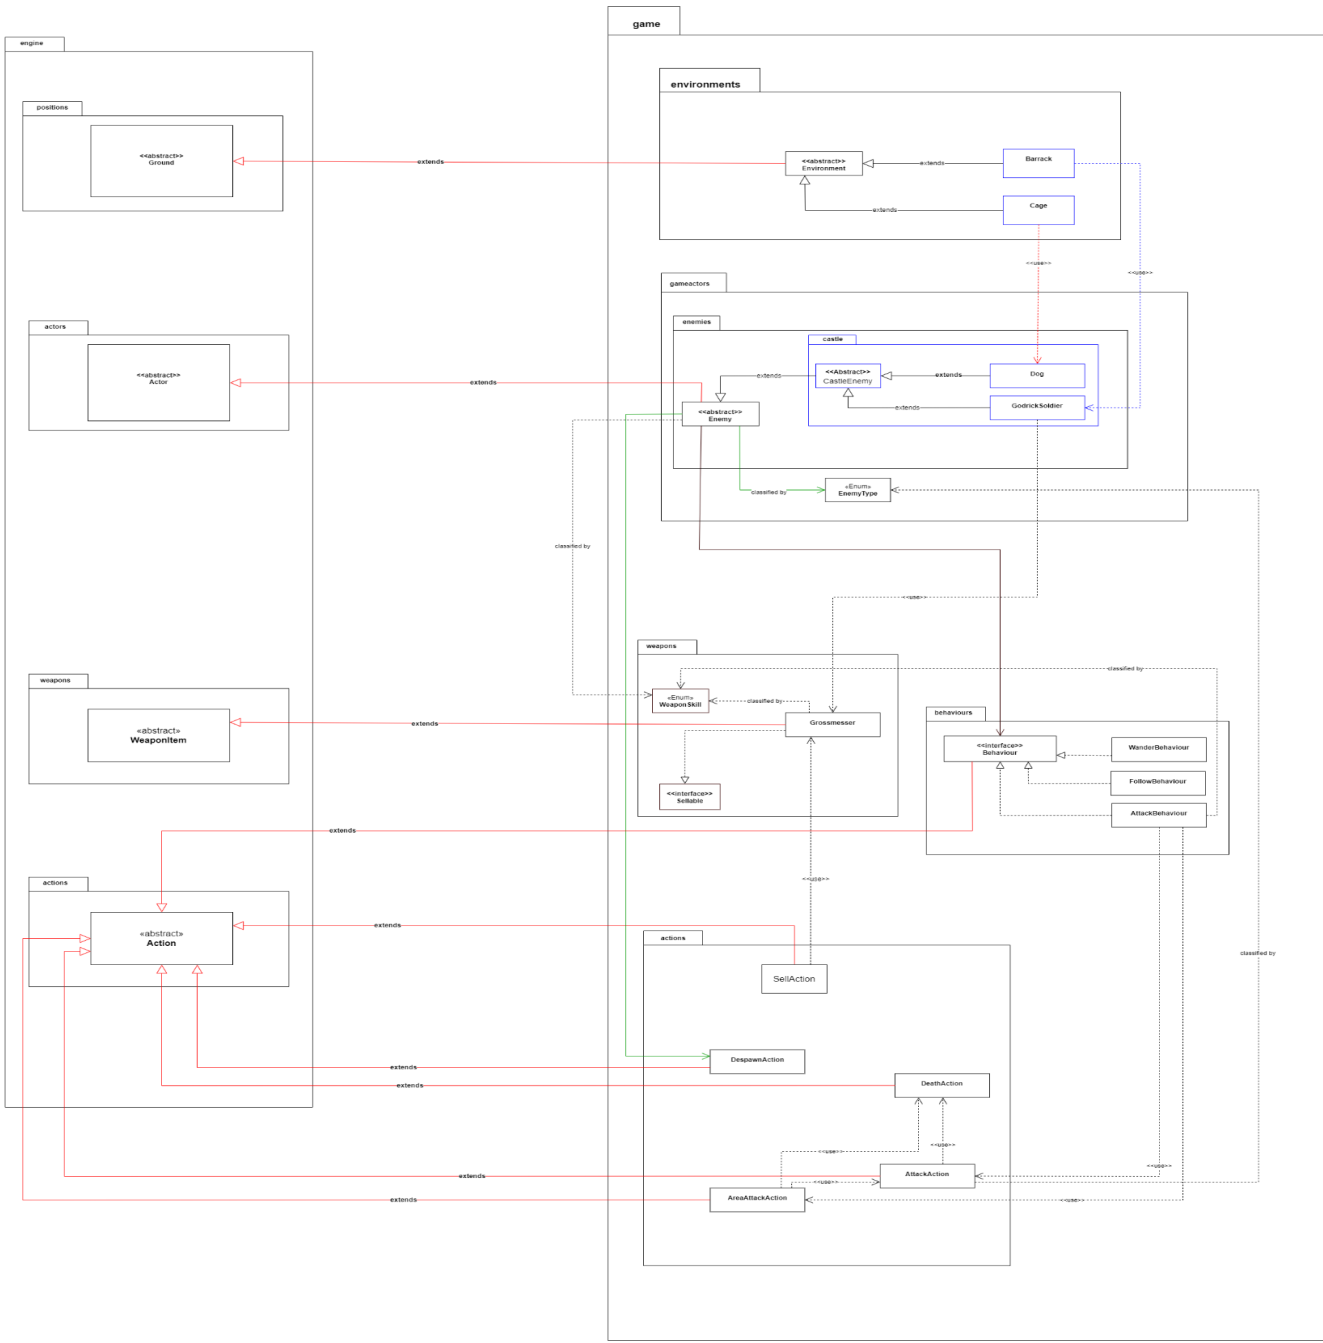 game
engine
environments
positions
<<abstract>>
Ground
extends
<<abstract>>
Environment
extends
Barrack
extends
Cage
<<use>>
<<use>>
gameactors
enemies
actors
castle
<<abstract>>
Actor
extends
extends
<<Abstract>>
CastleEnemy
extends
Dog
extends
GodrickSoldier
<<abstract>>
Enemy
classified by
«Enum»
EnemyType
classified by
<<use>>
weapons
weapons
classified by
«Enum»
WeaponSkill
classified by
Grossmesser
behaviours
«abstract»
WeaponItem
extends
<<interface>>
Behaviour
WanderBehaviour
FollowBehaviour
<<interface>>
Sellable
AttackBehaviour
extends
<<use>>
actions
«abstract»
Action
extends
actions
classified by
SellAction
DespawnAction
extends
DeathAction
extends
<<use>>
<<use>>
<<use>>
extends
AttackAction
<<use>>
extends
AreaAttackAction
<<use>>